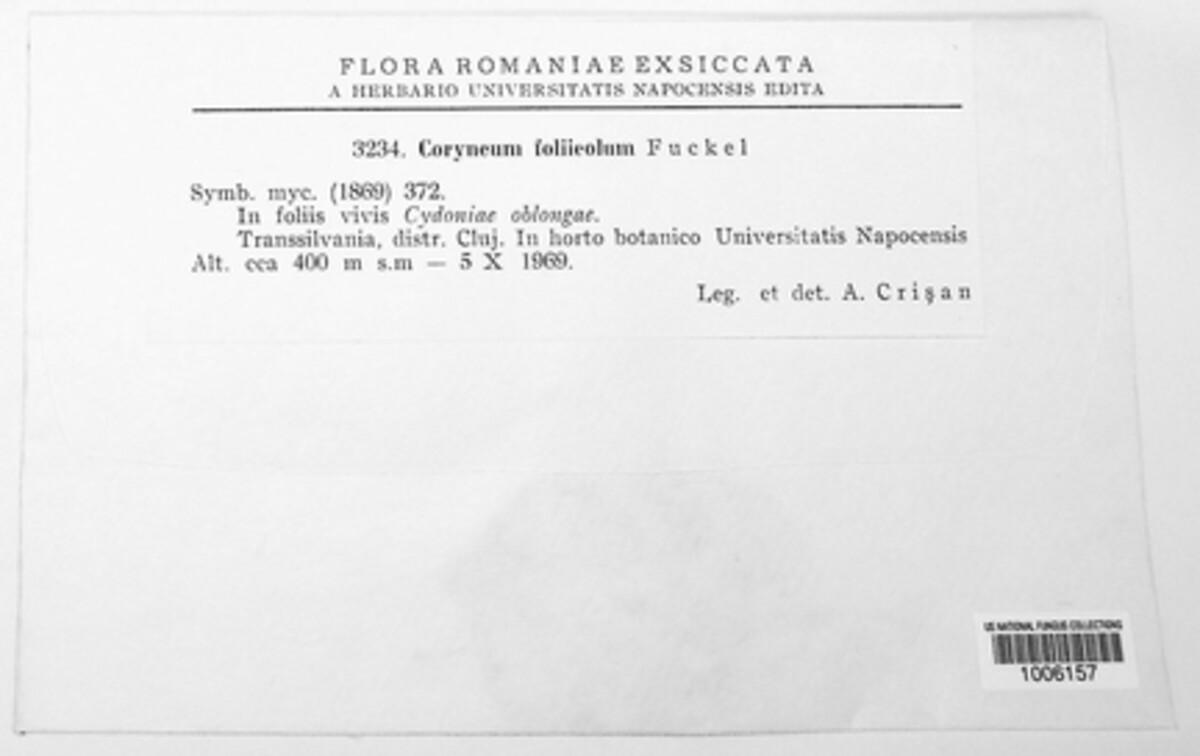 FLORA ROMANIAE EXSICCATA
A HERBARIO UNIVERSITATIS NAPOCENSIS EDITA
3234. Coryneum foliicolum Fuckel
Symb. myc. (1869) 372.
In foliis vivis Cydoniae oblongae.
Transsilvania, distr. Cluj. In horto botanico Universitatis Napocensis
Alt. cca 400 m s.m — 5 X 1969.
Leg. et det. A. Crişan
US NATIONAL FUNGUS COLLECTIONS
1006157